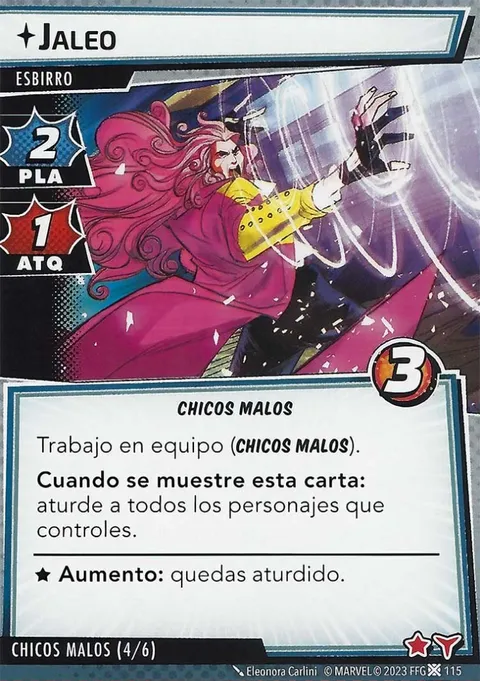 JALEO
ESBIRRO
2
PLA
1
ATQ
3
CHICOS MALOS
Trabajo en equipo (CHICOS MALOS).
Cuando se muestre esta carta:
aturde a todos los personajes que
controles.
★ Aumento: quedas aturdido.
CHICOS MALOS (4/6)
Eleonora Carlini © MARVEL © 2023 FFG 115